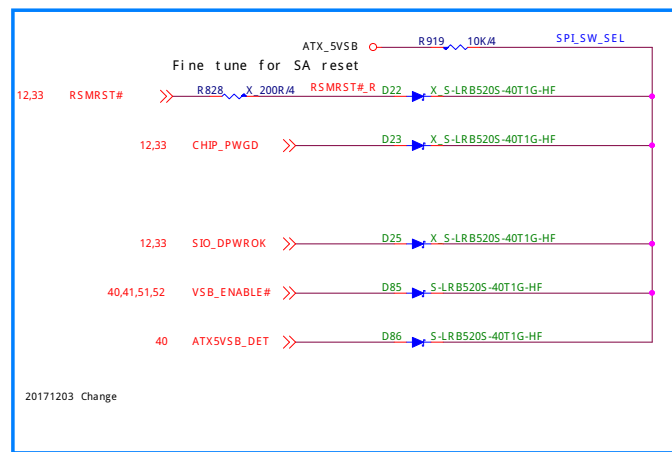 ATX_5VSB R919 10K/4 SPI_SW_SEL
Fine tune for SA reset
12,33 RSMRST# R828 X_200R/4 RSMRST#_R D22 X_S-LRB520S-40T1G-HF
12,33 CHIP_PWGD D23 X_S-LRB520S-40T1G-HF
12,33 SIO_DPWROK D25 X_S-LRB520S-40T1G-HF
40,41,51,52 VSB_ENABLE# D85 S-LRB520S-40T1G-HF
40 ATX5VSB_DET D86 S-LRB520S-40T1G-HF
20171203 Change